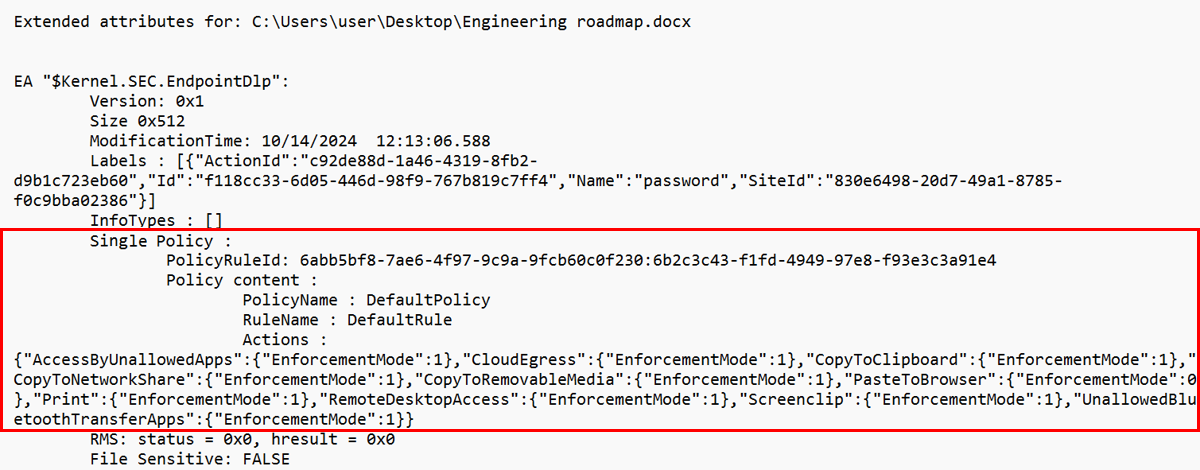 Extended attributes for: C:\Users\user\Desktop\Engineering roadmap.docx
EA "$Kernel.SEC.EndpointDlp":
Version: 0x1
Size 0x512
ModificationTime: 10/14/2024  12:13:06.588
Labels : [{"ActionId":"c92de88d-1a46-4319-8fb2-
d9b1c723eb60","Id":"f118cc33-6d05-446d-98f9-767b819c7ff4","Name":"password","SiteId":"830e6498-20d7-49a1-8785-
f0c9bba02386"}]
InfoTypes : []
Single Policy :
PolicyRuleId: 6abb5bf8-7ae6-4f97-9c9a-9fcb60c0f230:6b2c3c43-f1fd-4949-97e8-f93e3c3a91e4
Policy content :
PolicyName : DefaultPolicy
RuleName : DefaultRule
Actions :
{"AccessByUnallowedApps":{"EnforcementMode":1},"CloudEgress":{"EnforcementMode":1},"CopyToClipboard":{"EnforcementMode":1},"
CopyToNetworkShare":{"EnforcementMode":1},"CopyToRemovableMedia":{"EnforcementMode":1},"PasteToBrowser":{"EnforcementMode":0
},"Print":{"EnforcementMode":1},"RemoteDesktopAccess":{"EnforcementMode":1},"Screenclip":{"EnforcementMode":1},"UnallowedBlu
etoothTransferApps":{"EnforcementMode":1}}
RMS: status = 0x0, hresult = 0x0
File Sensitive: FALSE